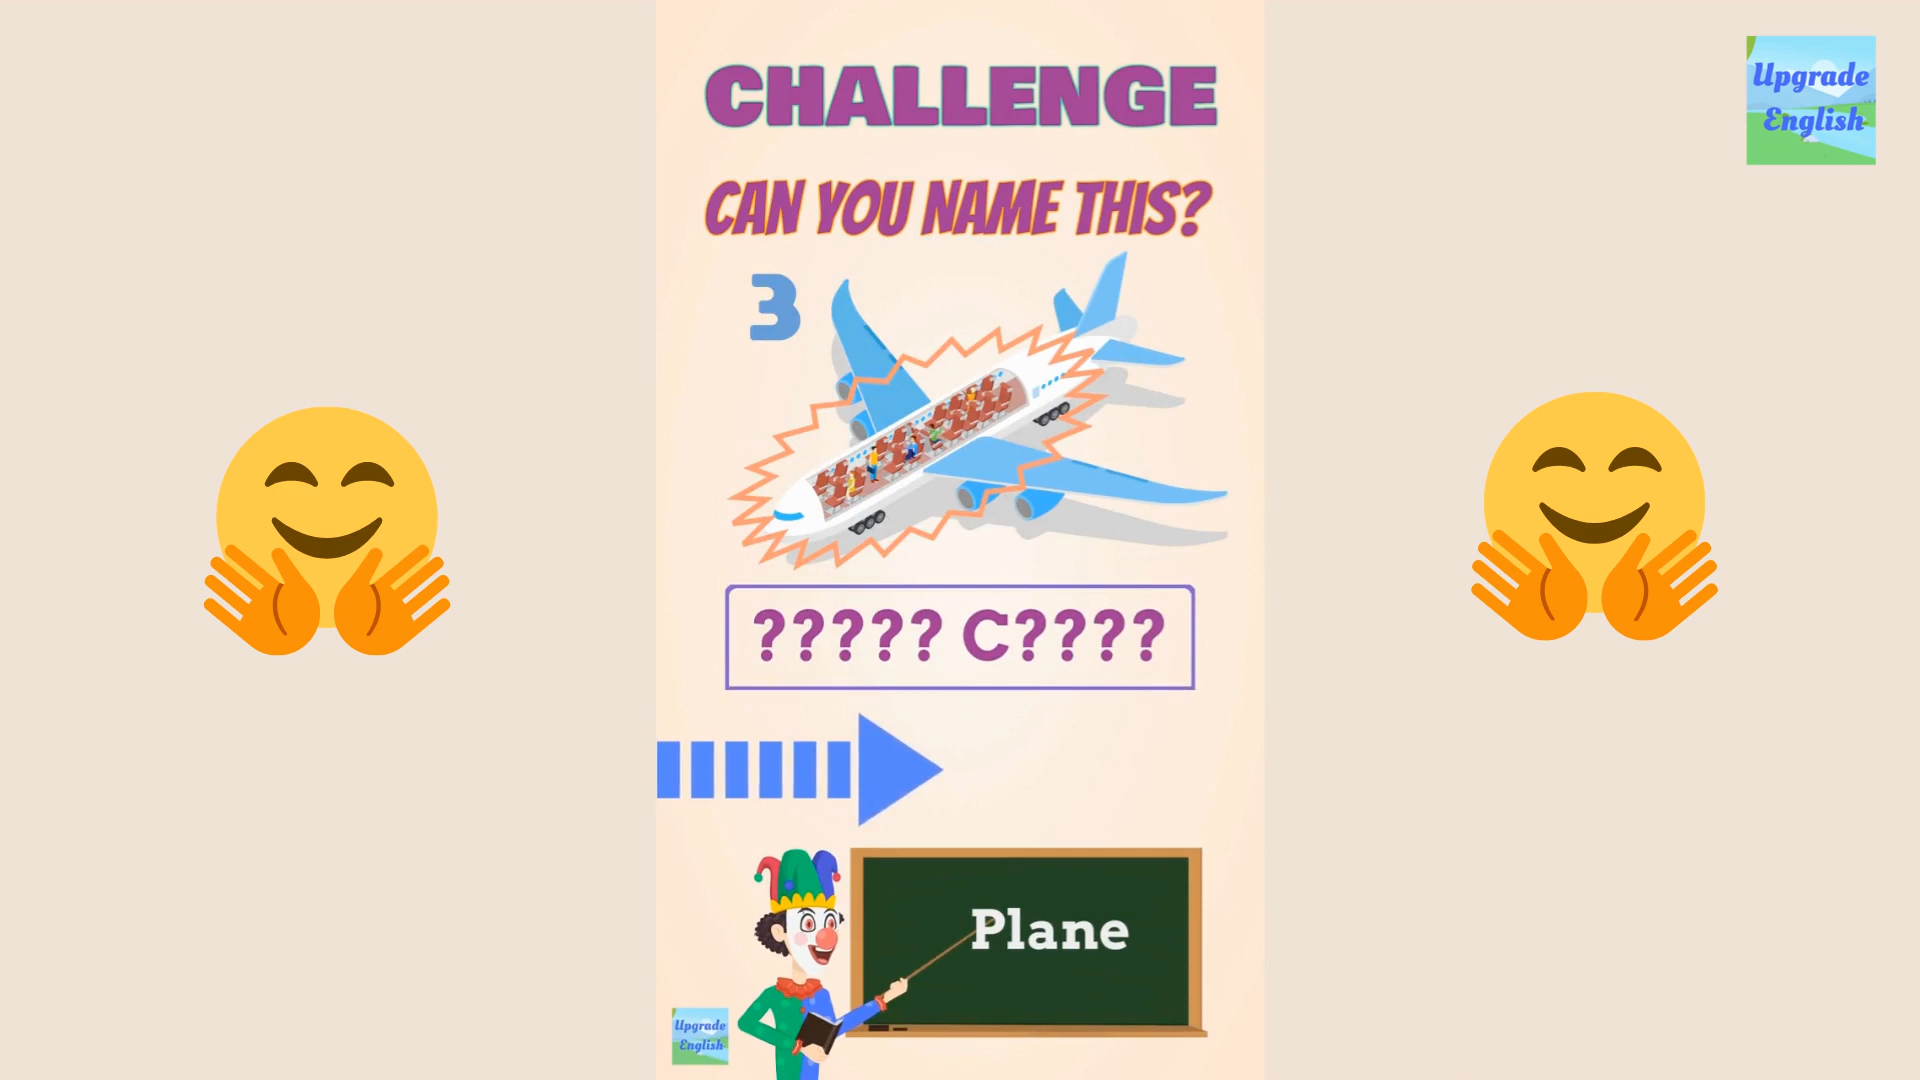 CHALLENGE
CAN YOU NAME THIS?
3
????? C????
Plane
Upgrade
English
Upgrade
English